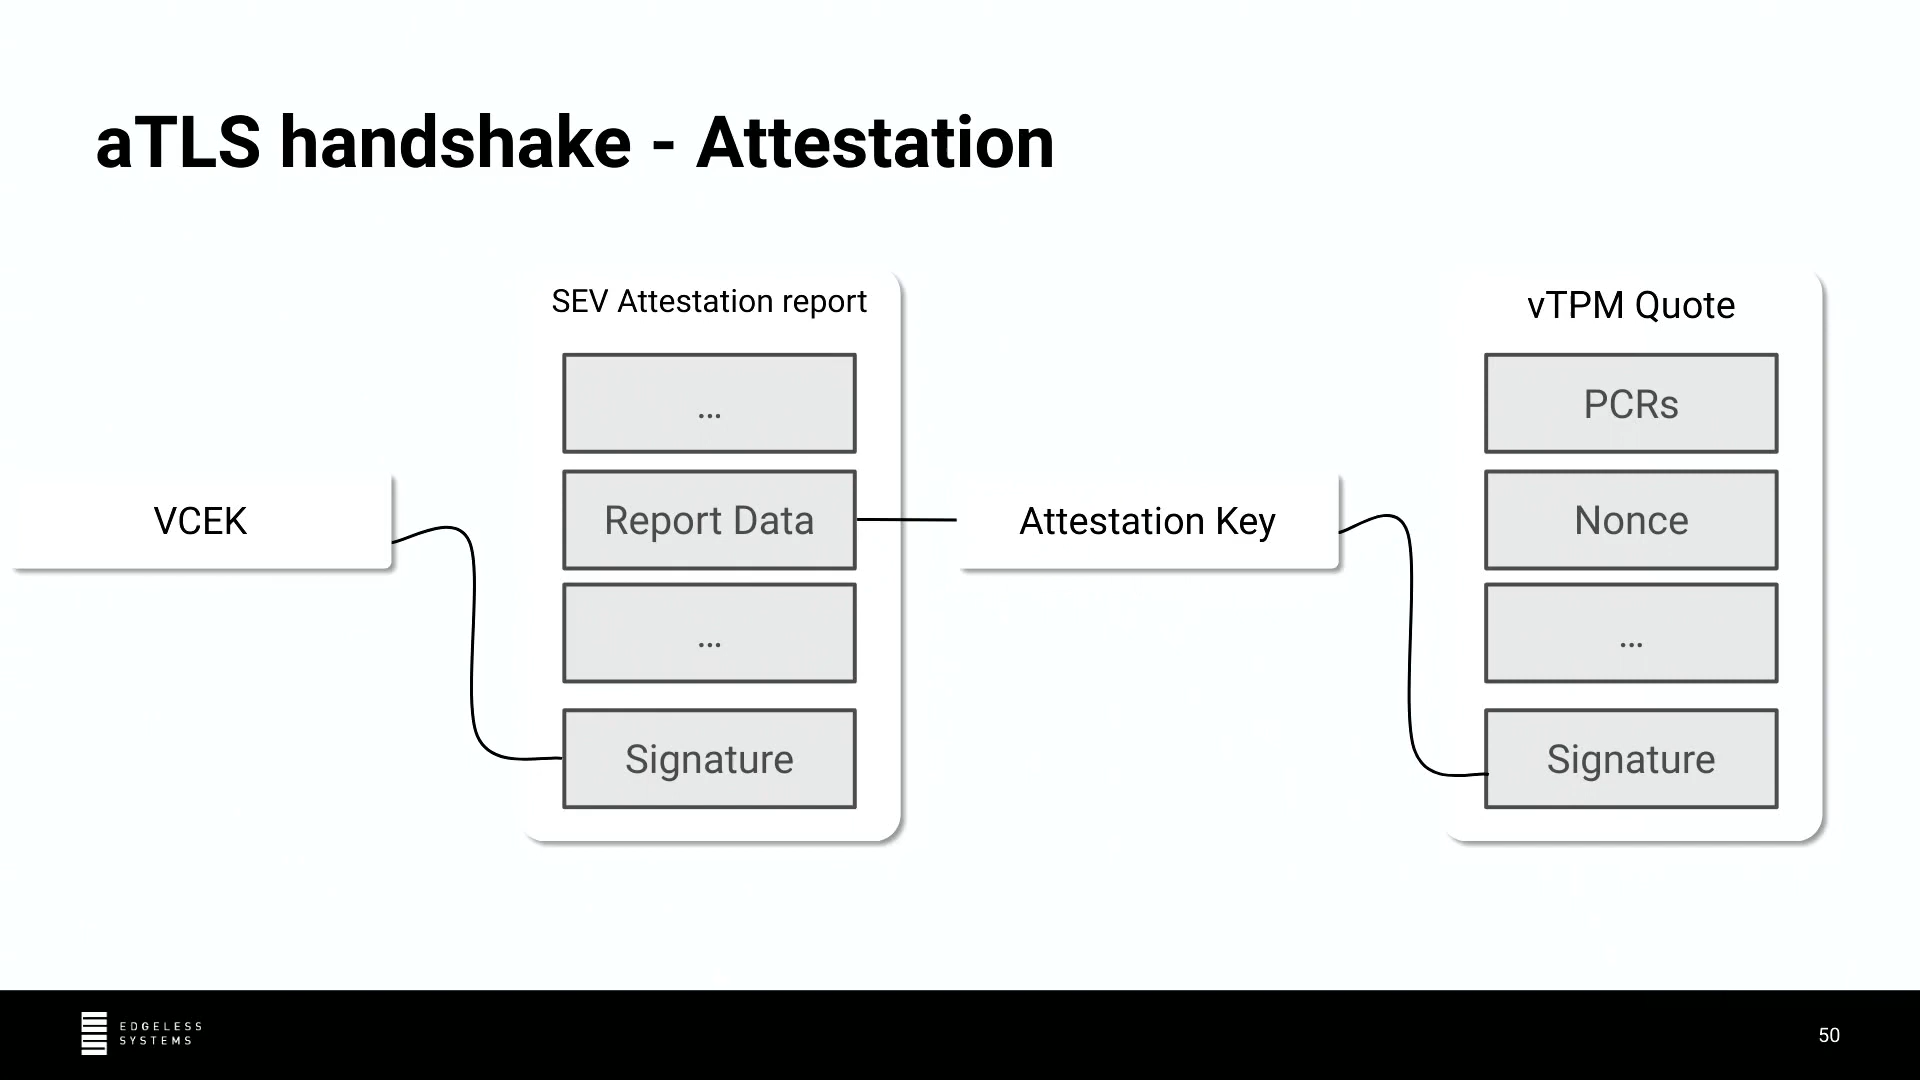 aTLS handshake - Attestation
VCEK
SEV Attestation report
...
Report Data
...
Signature
Attestation Key
vTPM Quote
PCRs
Nonce
...
Signature
EDGELESS
SYSTEMS
50